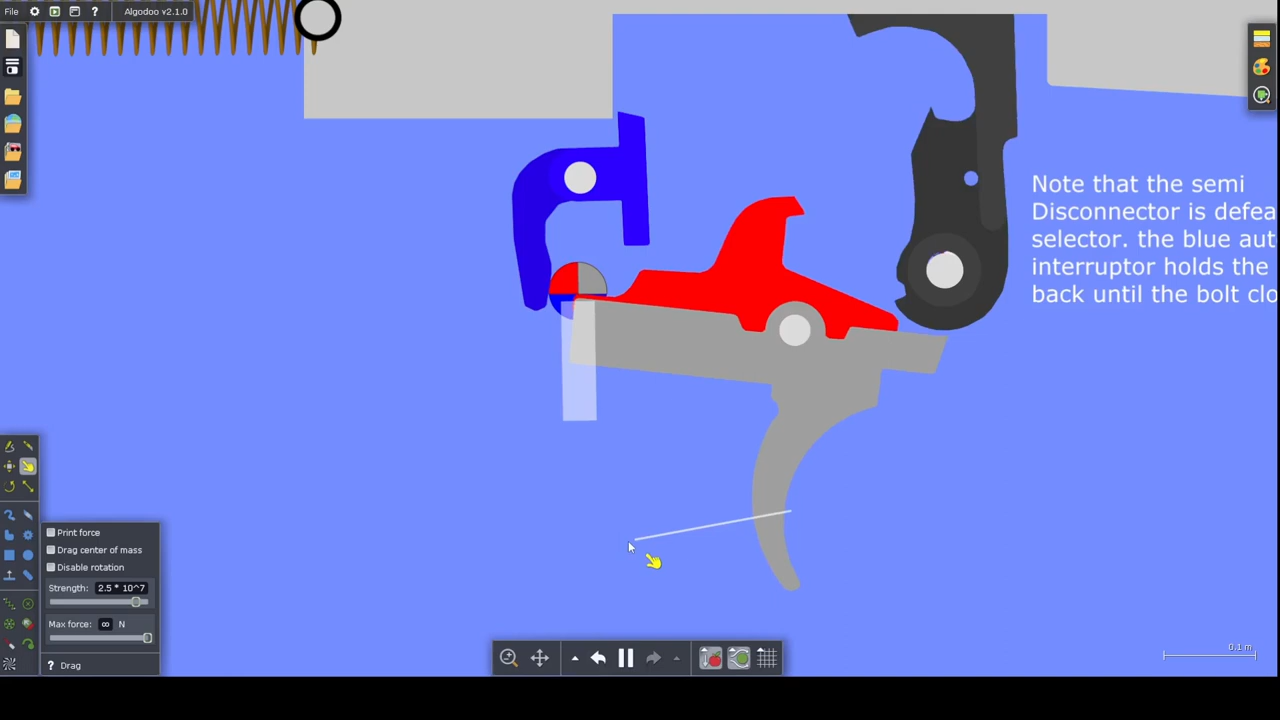 File
?
Algodoo v2.1.0
Note that the semi
Disconnector is defea
selector. the blue aut
interruptor holds the
back until the bolt clo
Print force
Drag center of mass
Disable rotation
Strength: 2.5 * 10^7
Max force: ∞ N
? Drag
0.1 m